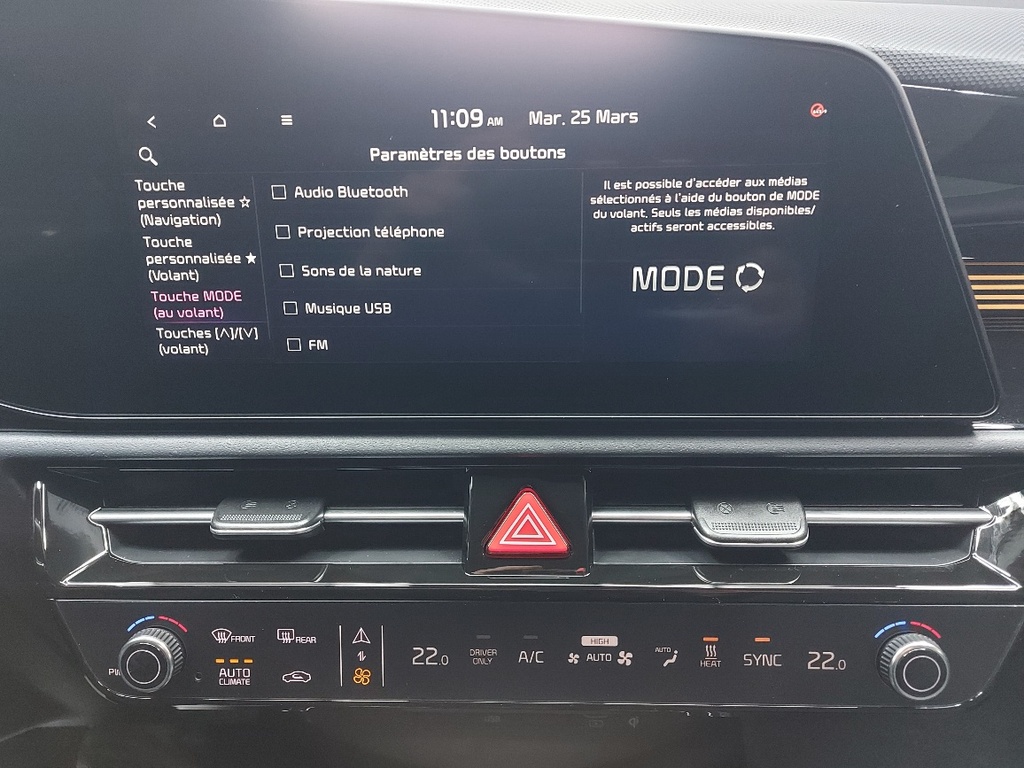 11:09 AM Mar. 25 Mars
Paramètres des boutons
Touche
personnalisée ☆
(Navigation)
Touche
personnalisée ★
(Volant)
Touche MODE
(au volant)
Touches [∧]/[∨]
(volant)
Audio Bluetooth
Projection téléphone
Sons de la nature
Musique USB
FM
Il est possible d'accéder aux médias
sélectionnés à l'aide du bouton de MODE
du volant. Seuls les médias disponibles/
actifs seront accessibles.
MODE
FRONT
REAR
AUTO
CLIMATE
22.0
DRIVER
ONLY
A/C
HIGH
AUTO
AUTO
HEAT
SYNC
22.0